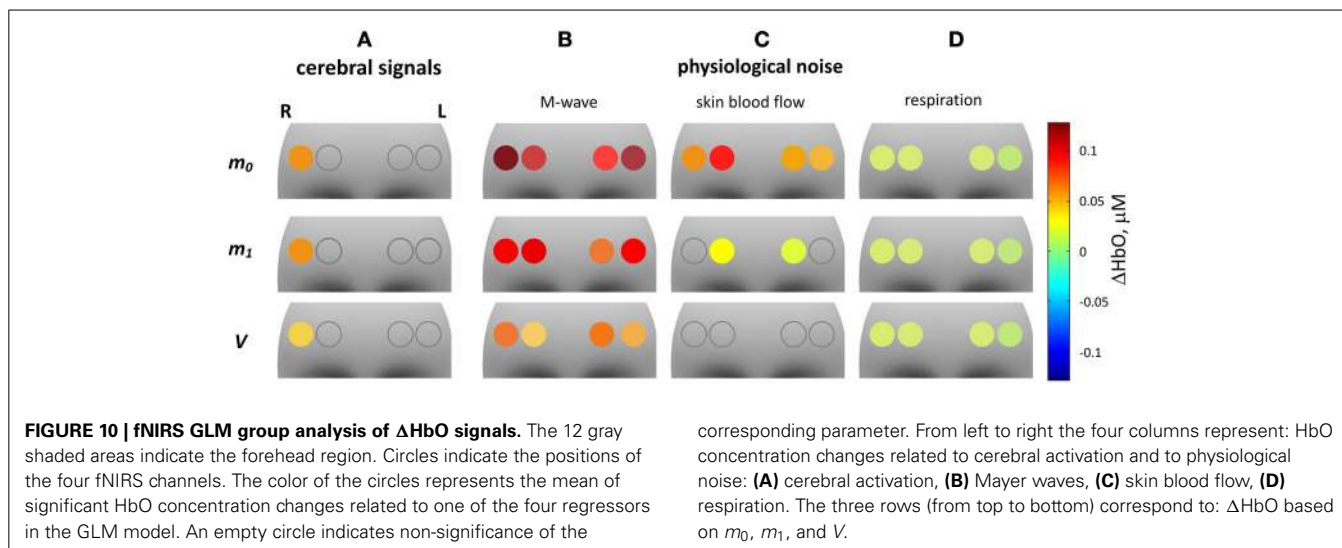 A B C D
cerebral signals physiological noise
M-wave skin blood flow respiration
R L
m₀
m₁
V
0.1
0.05
0
-0.05
-0.1
ΔHbO, μM
FIGURE 10 | fNIRS GLM group analysis of ΔHbO signals. The 12 gray
shaded areas indicate the forehead region. Circles indicate the positions of
the four fNIRS channels. The color of the circles represents the mean of
significant HbO concentration changes related to one of the four regressors
in the GLM model. An empty circle indicates non-significance of the
corresponding parameter. From left to right the four columns represent: HbO
concentration changes related to cerebral activation and to physiological
noise: (A) cerebral activation, (B) Mayer waves, (C) skin blood flow, (D)
respiration. The three rows (from top to bottom) correspond to: ΔHbO based
on m₀, m₁, and V.